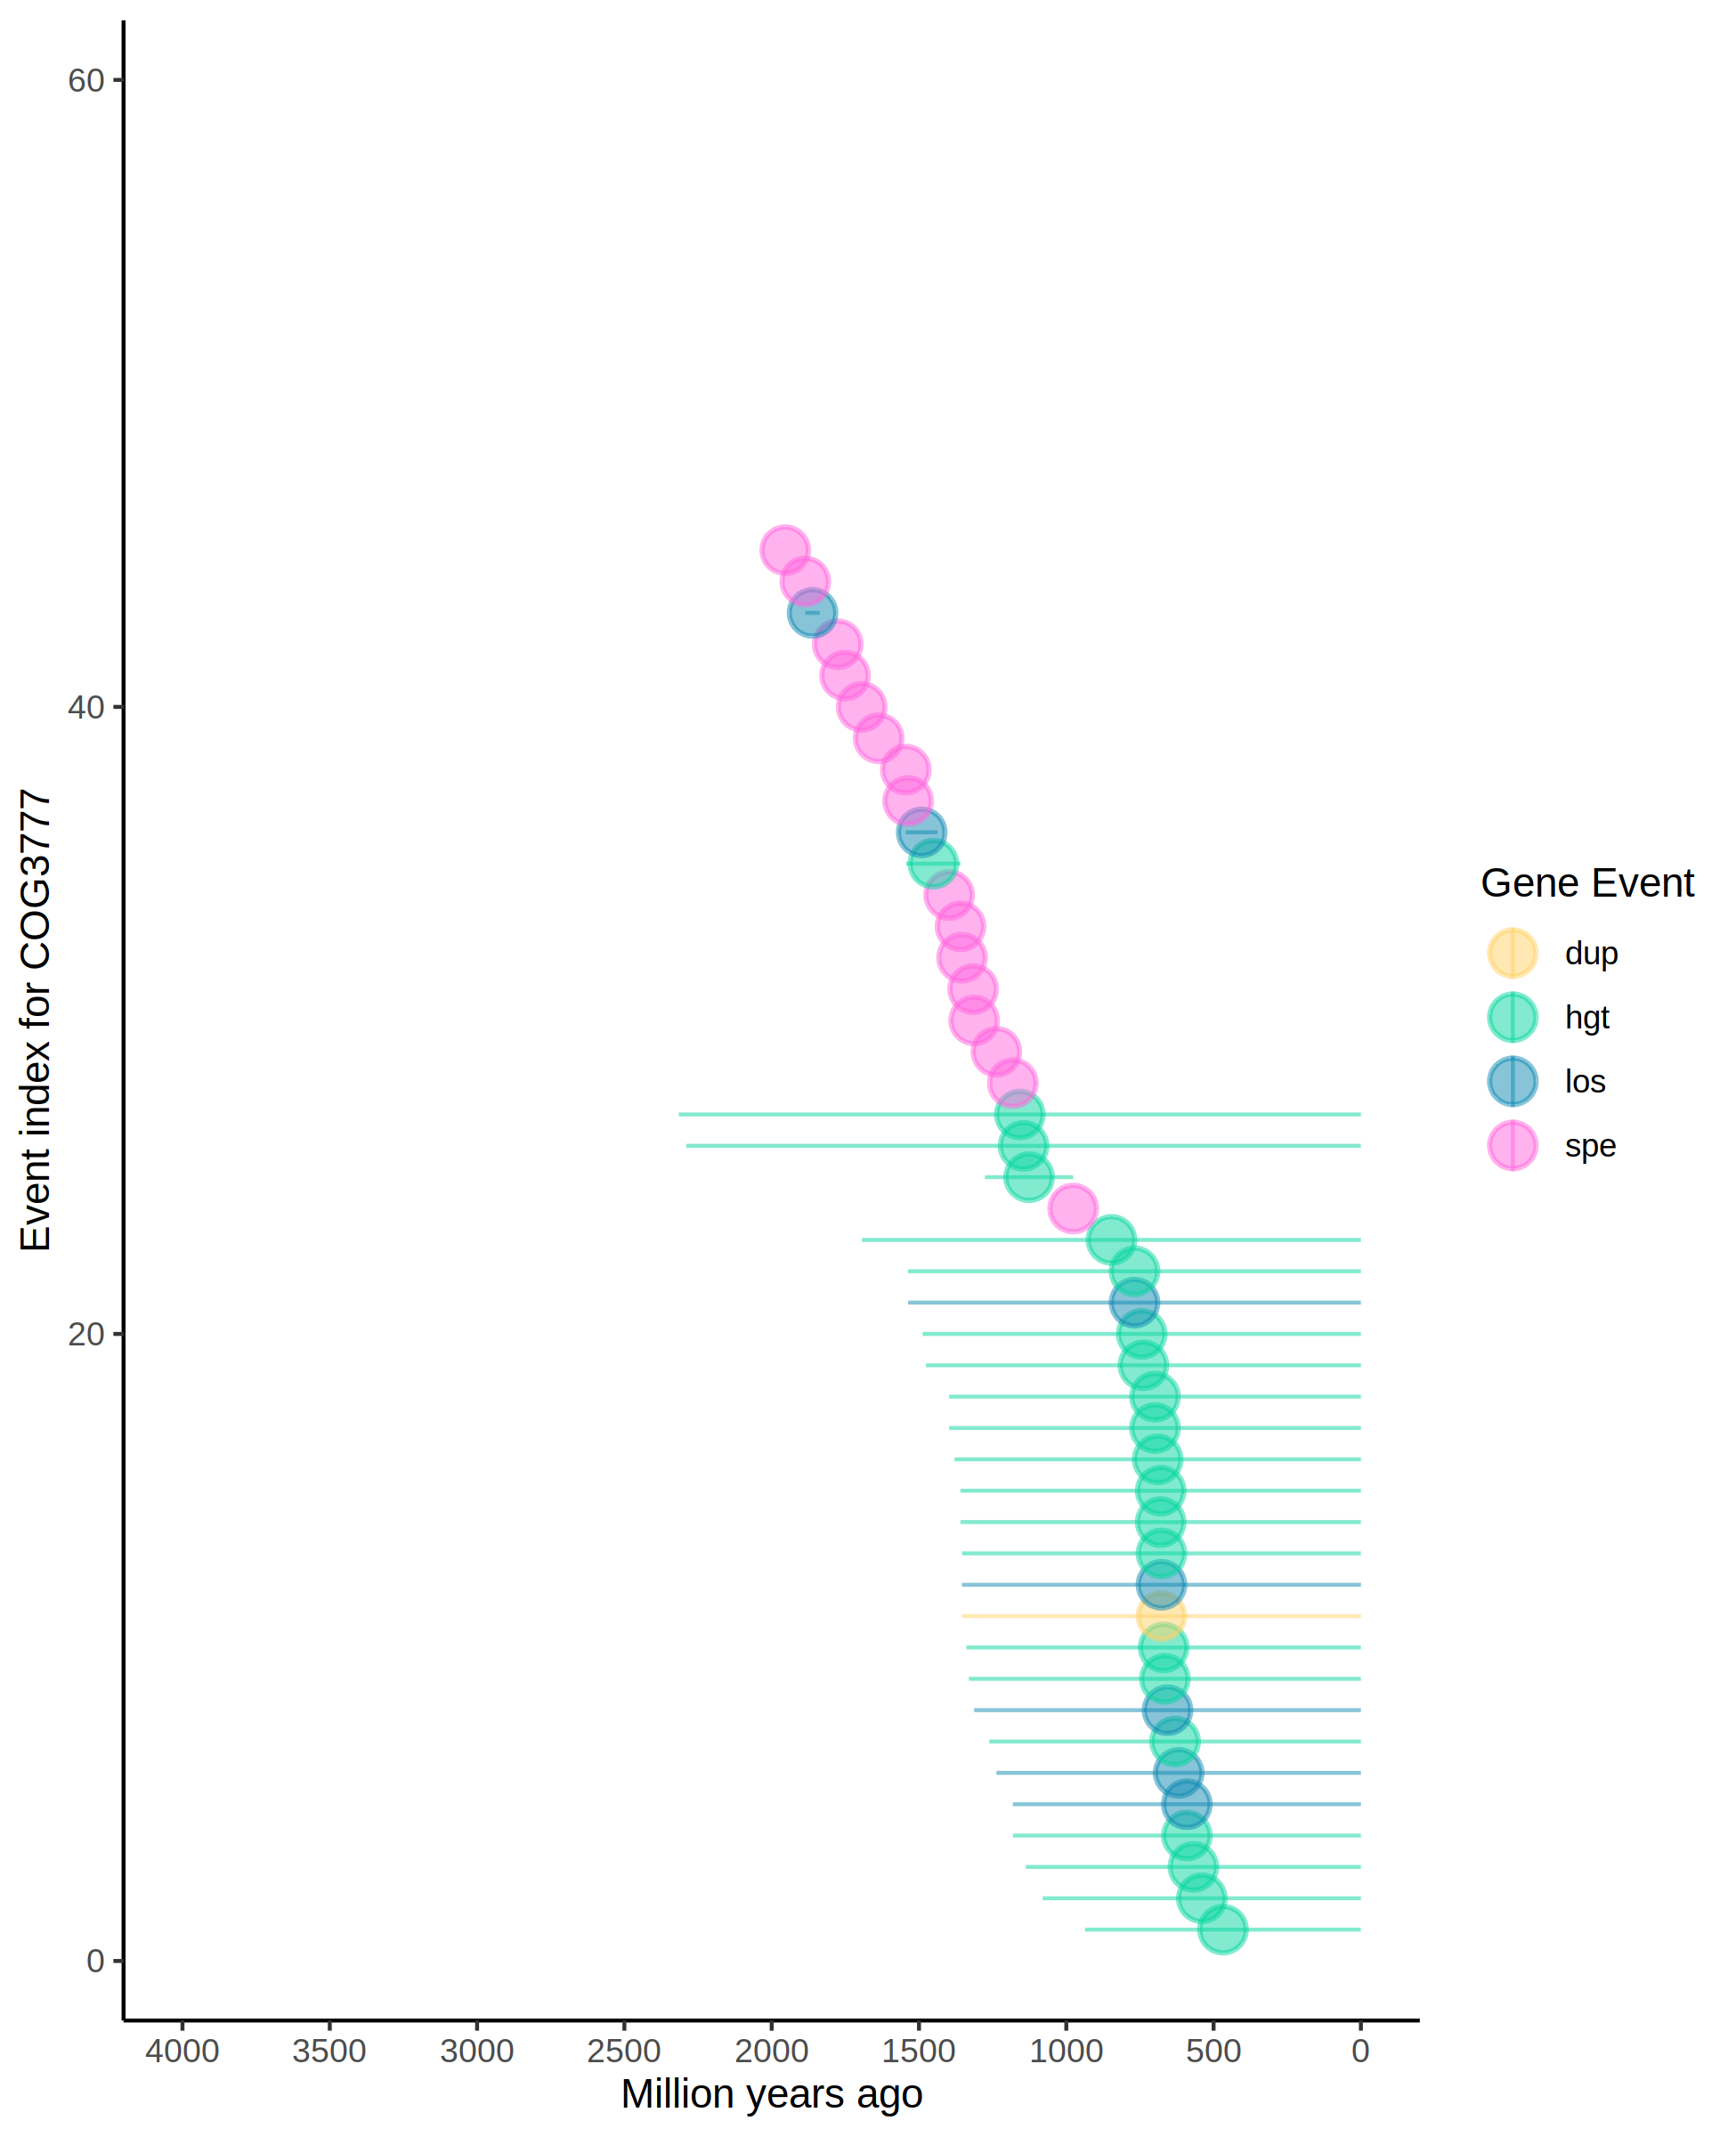 60
40
20
0
Event index for COG3777
4000 3500 3000 2500 2000 1500 1000 500 0
Million years ago
Gene Event
dup
hgt
los
spe